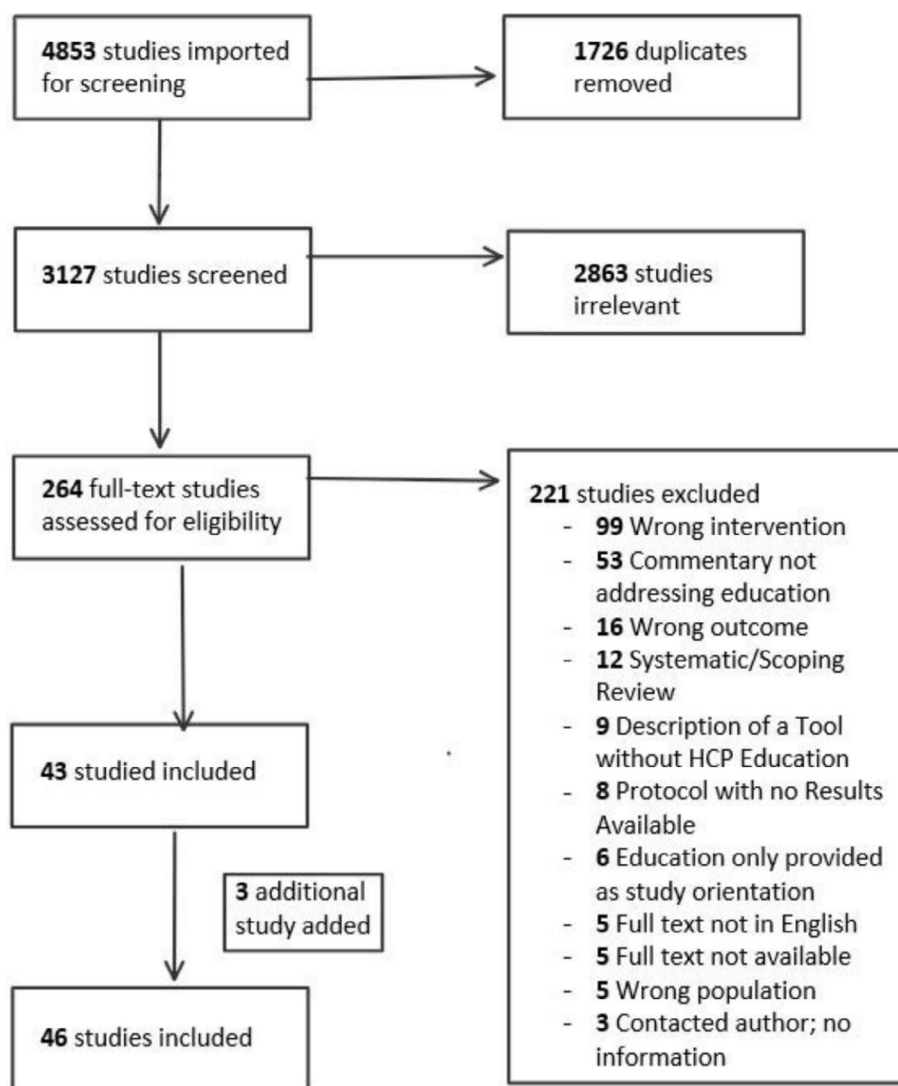 4853 studies imported
for screening
1726 duplicates
removed
3127 studies screened
2863 studies
irrelevant
264 full-text studies
assessed for eligibility
221 studies excluded
- 99 Wrong intervention
- 53 Commentary not
addressing education
- 16 Wrong outcome
- 12 Systematic/Scoping
Review
- 9 Description of a Tool
without HCP Education
- 8 Protocol with no Results
Available
- 6 Education only provided
as study orientation
- 5 Full text not in English
- 5 Full text not available
- 5 Wrong population
- 3 Contacted author; no
information
43 studied included
3 additional
study added
46 studies included